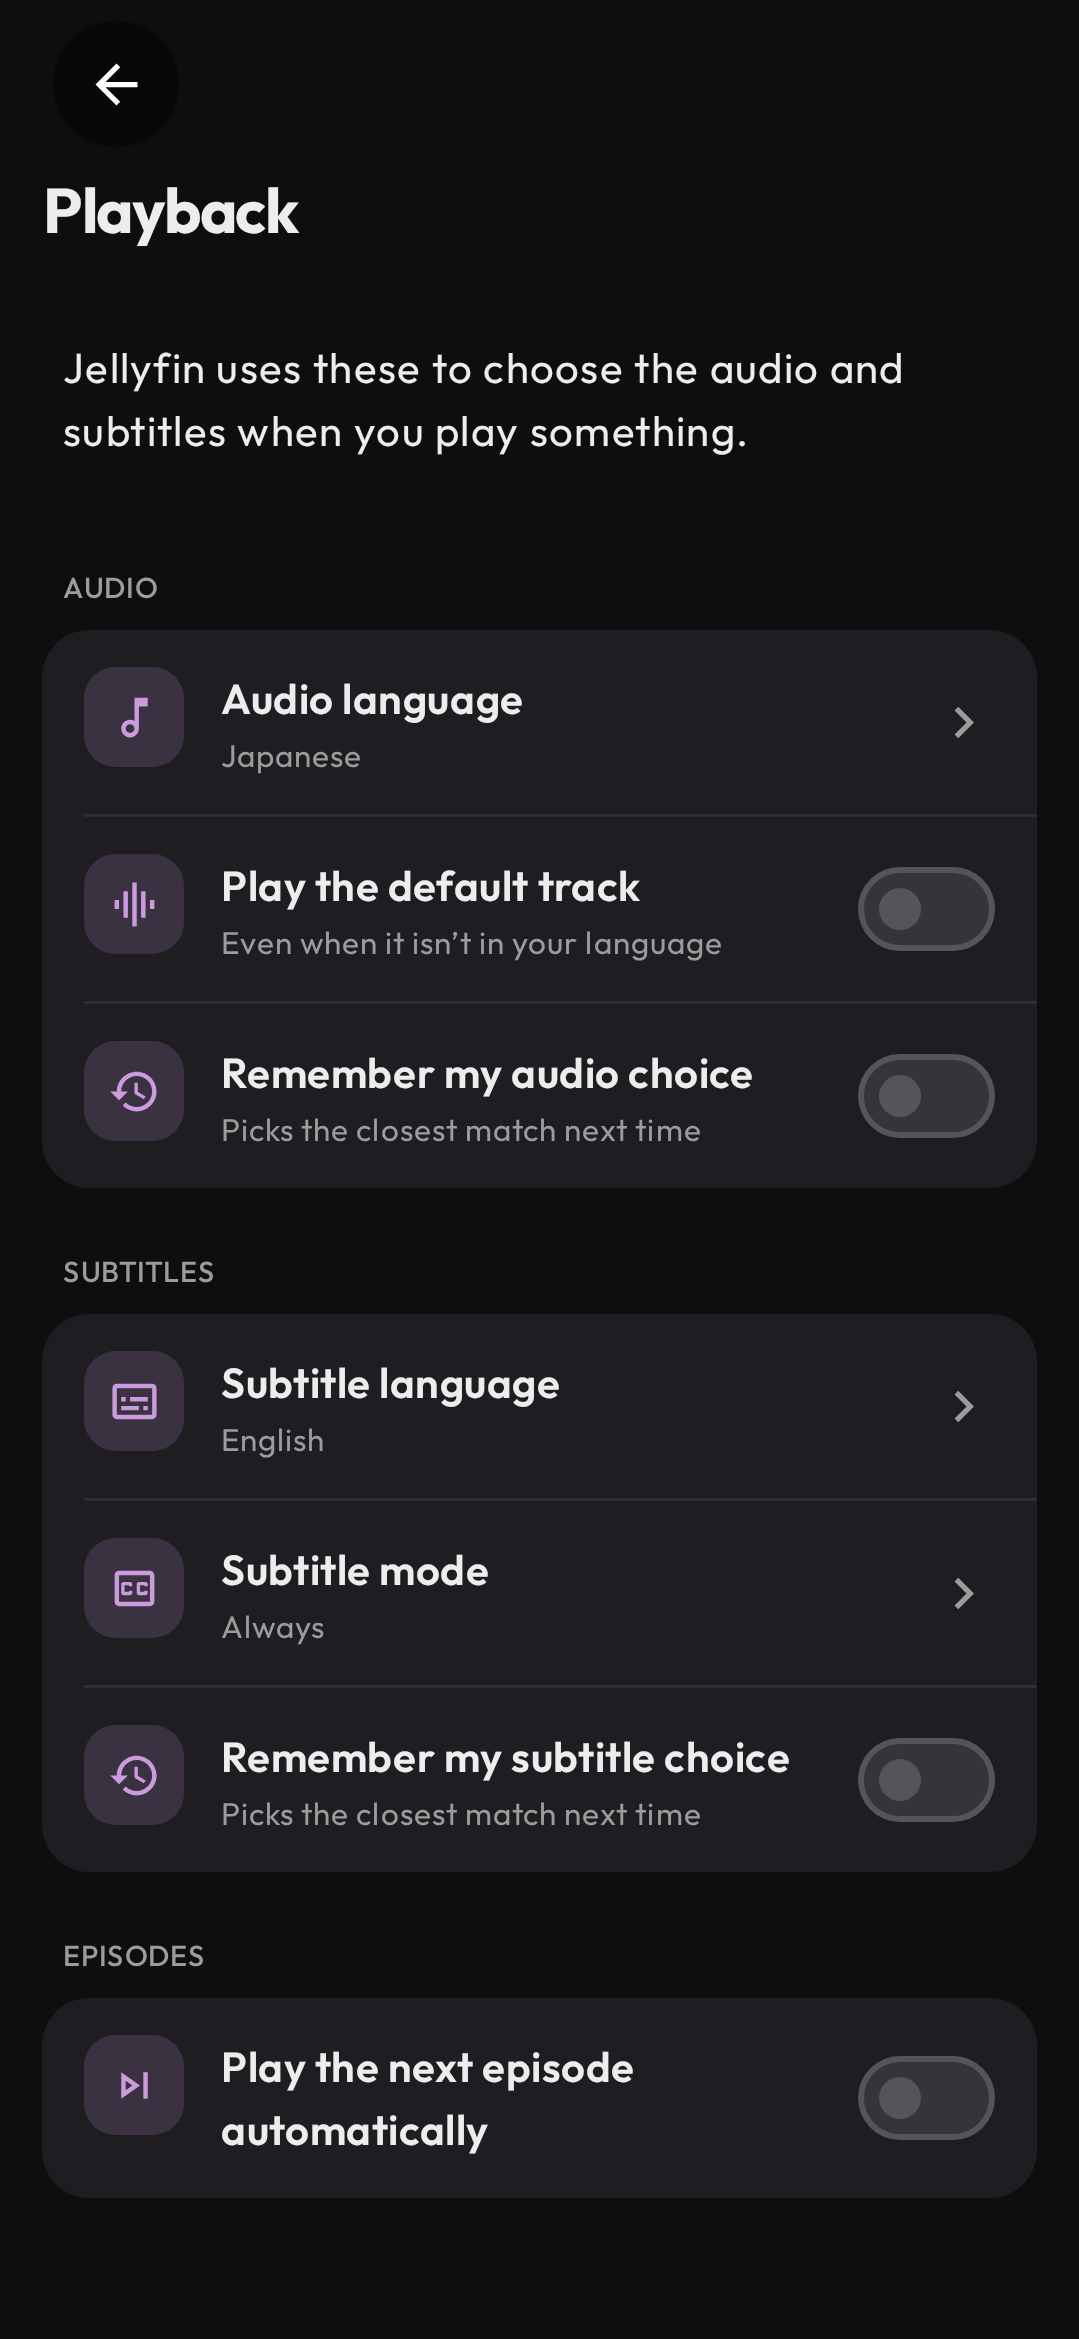 Playback
Jellyfin uses these to choose the audio and
subtitles when you play something.
AUDIO
Audio language
Japanese
Play the default track
Even when it isn’t in your language
Remember my audio choice
Picks the closest match next time
SUBTITLES
Subtitle language
English
CC
Subtitle mode
Always
Remember my subtitle choice
Picks the closest match next time
EPISODES
Play the next episode
automatically